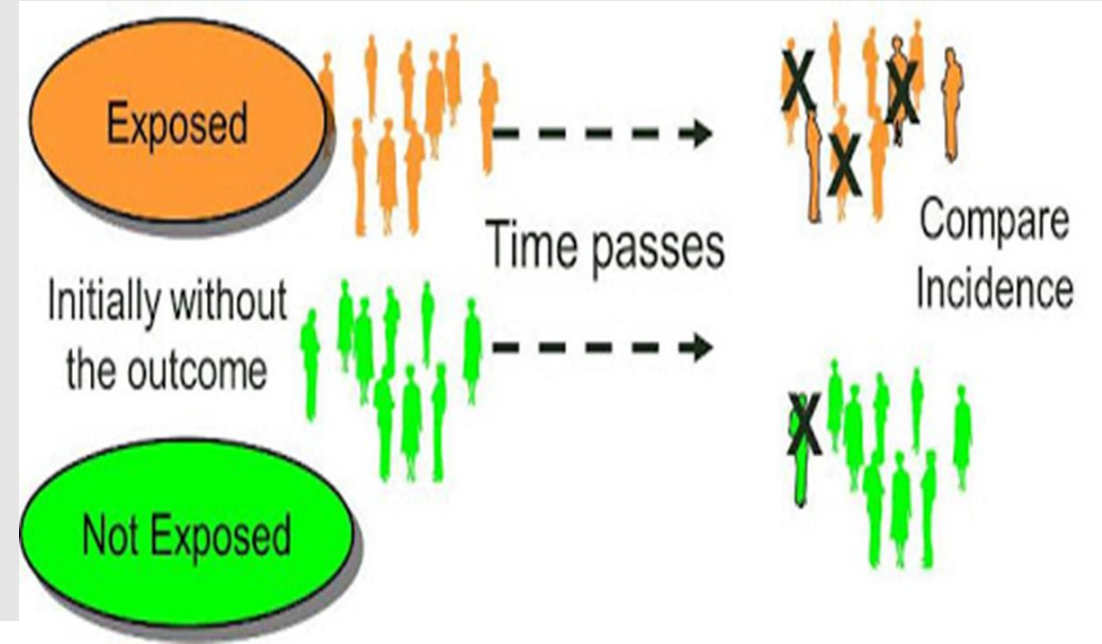 Exposed
X
X
X
Time passes
Compare
Incidence
Initially without
the outcome
X
Not Exposed